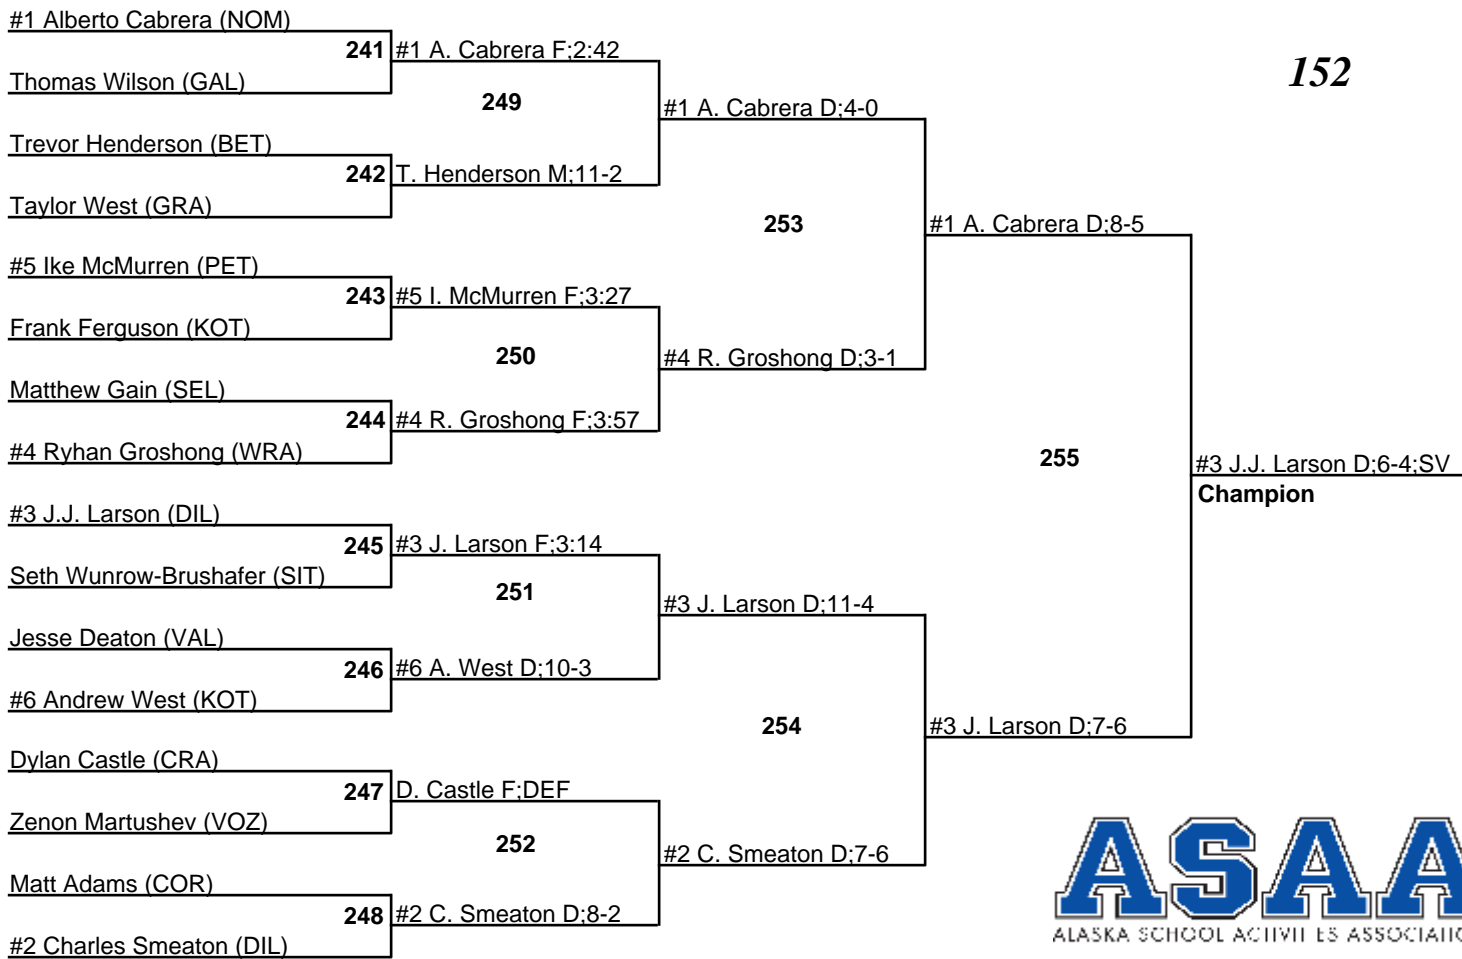 #1 Alberto Cabrera (NOM)
241 #1 A. Cabrera F;2:42
152
Thomas Wilson (GAL)
249
#1 A. Cabrera D;4-0
Trevor Henderson (BET)
242 T. Henderson M;11-2
Taylor West (GRA)
253
#1 A. Cabrera D;8-5
#5 Ike McMurren (PET)
243 #5 I. McMurren F;3:27
Frank Ferguson (KOT)
250
#4 R. Groshong D;3-1
Matthew Gain (SEL)
244 #4 R. Groshong F;3:57
#4 Ryhan Groshong (WRA)
255
#3 J.J. Larson D;6-4;SV
Champion
#3 J.J. Larson (DIL)
245 #3 J. Larson F;3:14
Seth Wunrow-Brushafer (SIT)
251
#3 J. Larson D;11-4
Jesse Deaton (VAL)
246 #6 A. West D;10-3
#6 Andrew West (KOT)
254
#3 J. Larson D;7-6
Dylan Castle (CRA)
247 D. Castle F;DEF
Zenon Martushev (VOZ)
252
#2 C. Smeaton D;7-6
Matt Adams (COR)
248 #2 C. Smeaton D;8-2
#2 Charles Smeaton (DIL)
ASAA
ALASKA SCHOOL ACTIVITIES ASSOCIATIO